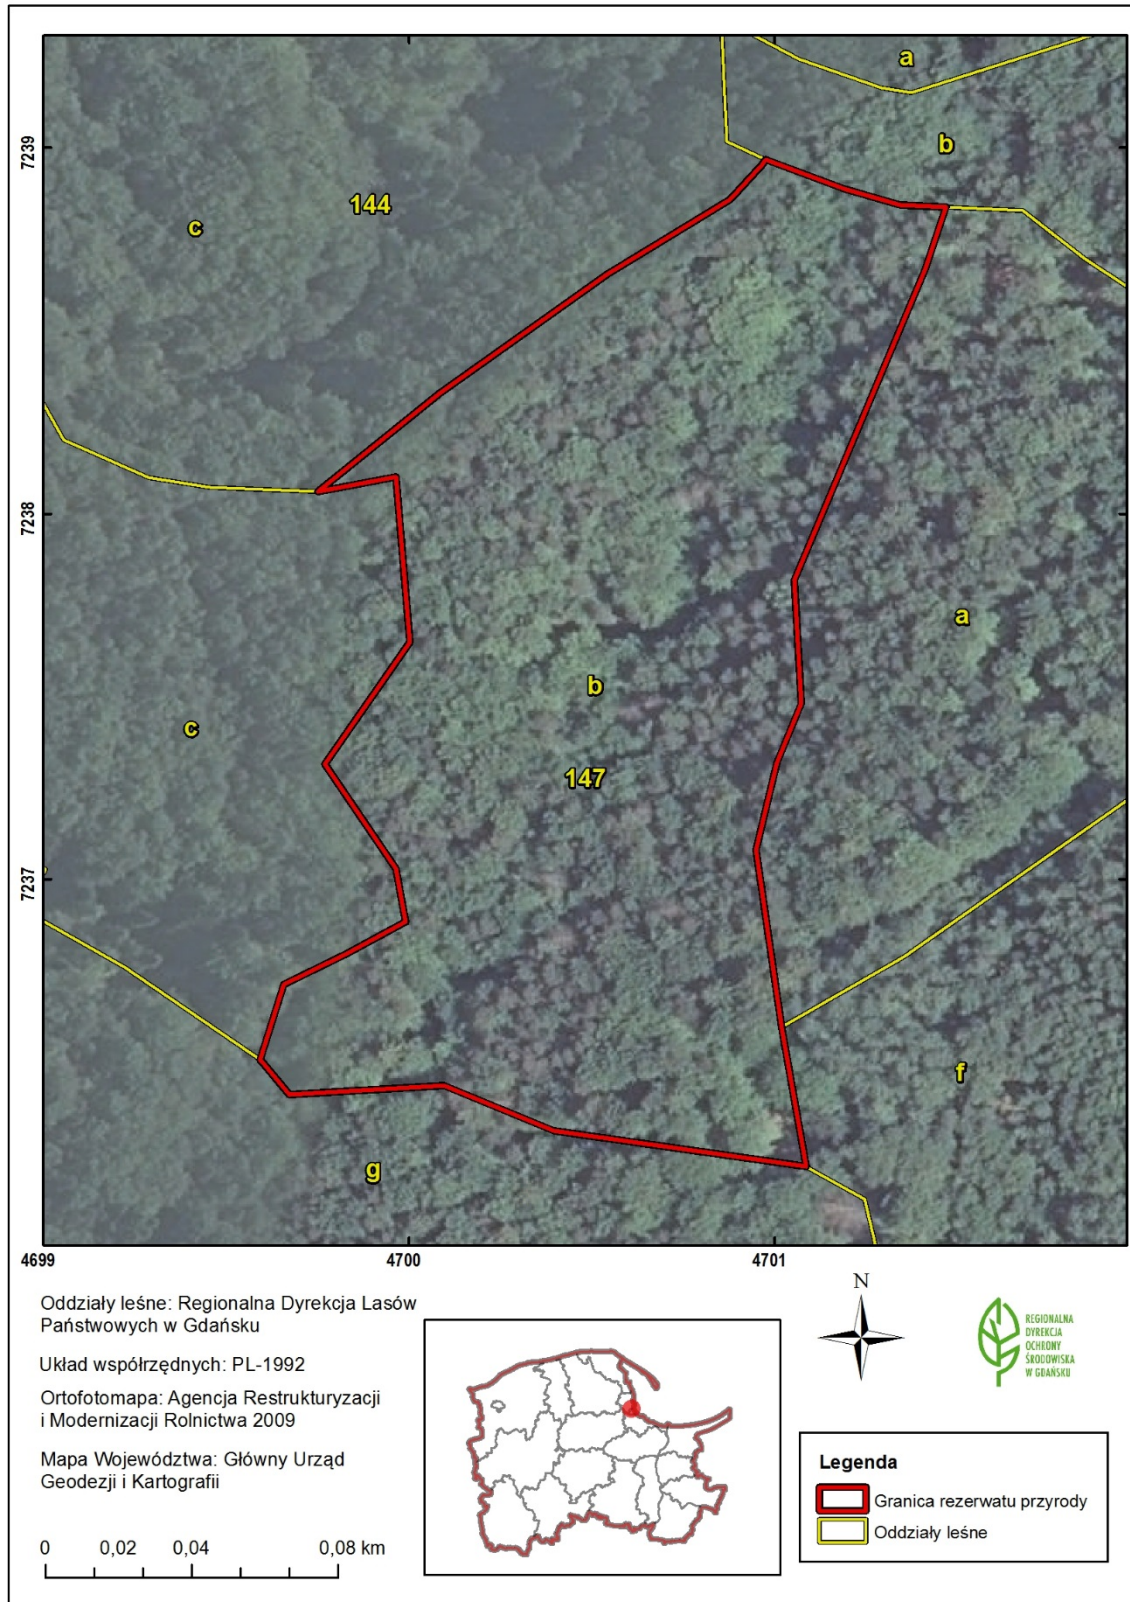 a
7239
b
144
c
7238
a
b
c
147
7237
f
g
4699
4700
4701
Oddziały leśne: Regionalna Dyrekcja Lasów
Państwowych w Gdańsku
Układ współrzędnych: PL-1992
Ortofotomapa: Agencja Restrukturyzacji
i Modernizacji Rolnictwa 2009
Mapa Województwa: Główny Urząd
Geodezji i Kartografii
0 0,02 0,04 0,08 km
N
REGIONALNA
DYREKCJA
OCHRONY
ŚRODOWISKA
W GDAŃSKU
Legenda
Granica rezerwatu przyrody
Oddziały leśne